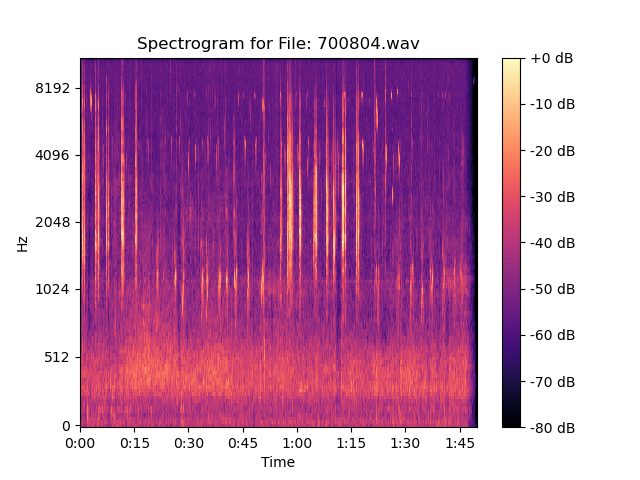 Spectrogram for File: 700804.wav
+0 dB
8192
-10 dB
4096
-20 dB
-30 dB
2048
Hz
-40 dB
1024
-50 dB
512
-60 dB
-70 dB
0
-80 dB
0:00 0:15 0:30 0:45 1:00 1:15 1:30 1:45
Time